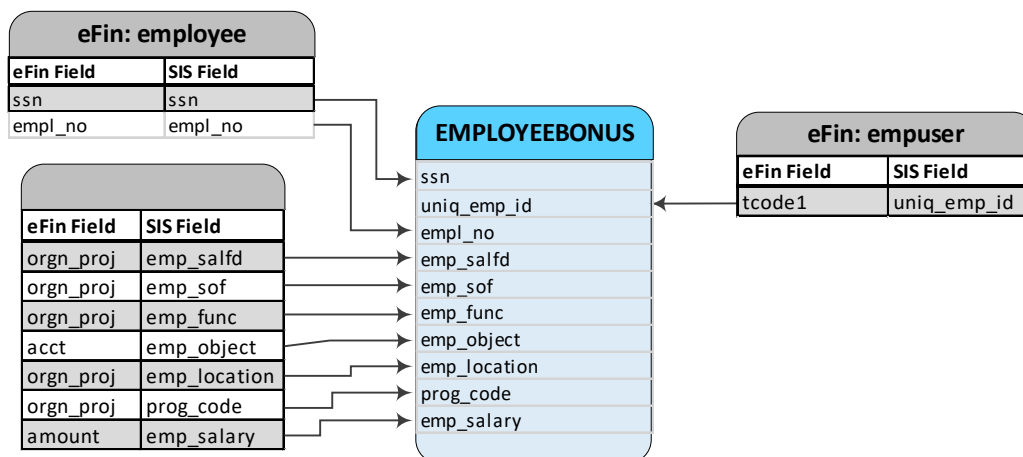 eFin: employee
eFin Field SIS Field
ssn ssn
empl_no empl_no
eFin Field SIS Field
orgn_proj emp_salfd
orgn_proj emp_sof
orgn_proj emp_func
acct emp_object
orgn_proj emp_location
orgn_proj prog_code
amount emp_salary
EMPLOYEEBONUS
ssn
uniq_emp_id
empl_no
emp_salfd
emp_sof
emp_func
emp_object
emp_location
prog_code
emp_salary
eFin: empuser
eFin Field SIS Field
tcode1 uniq_emp_id